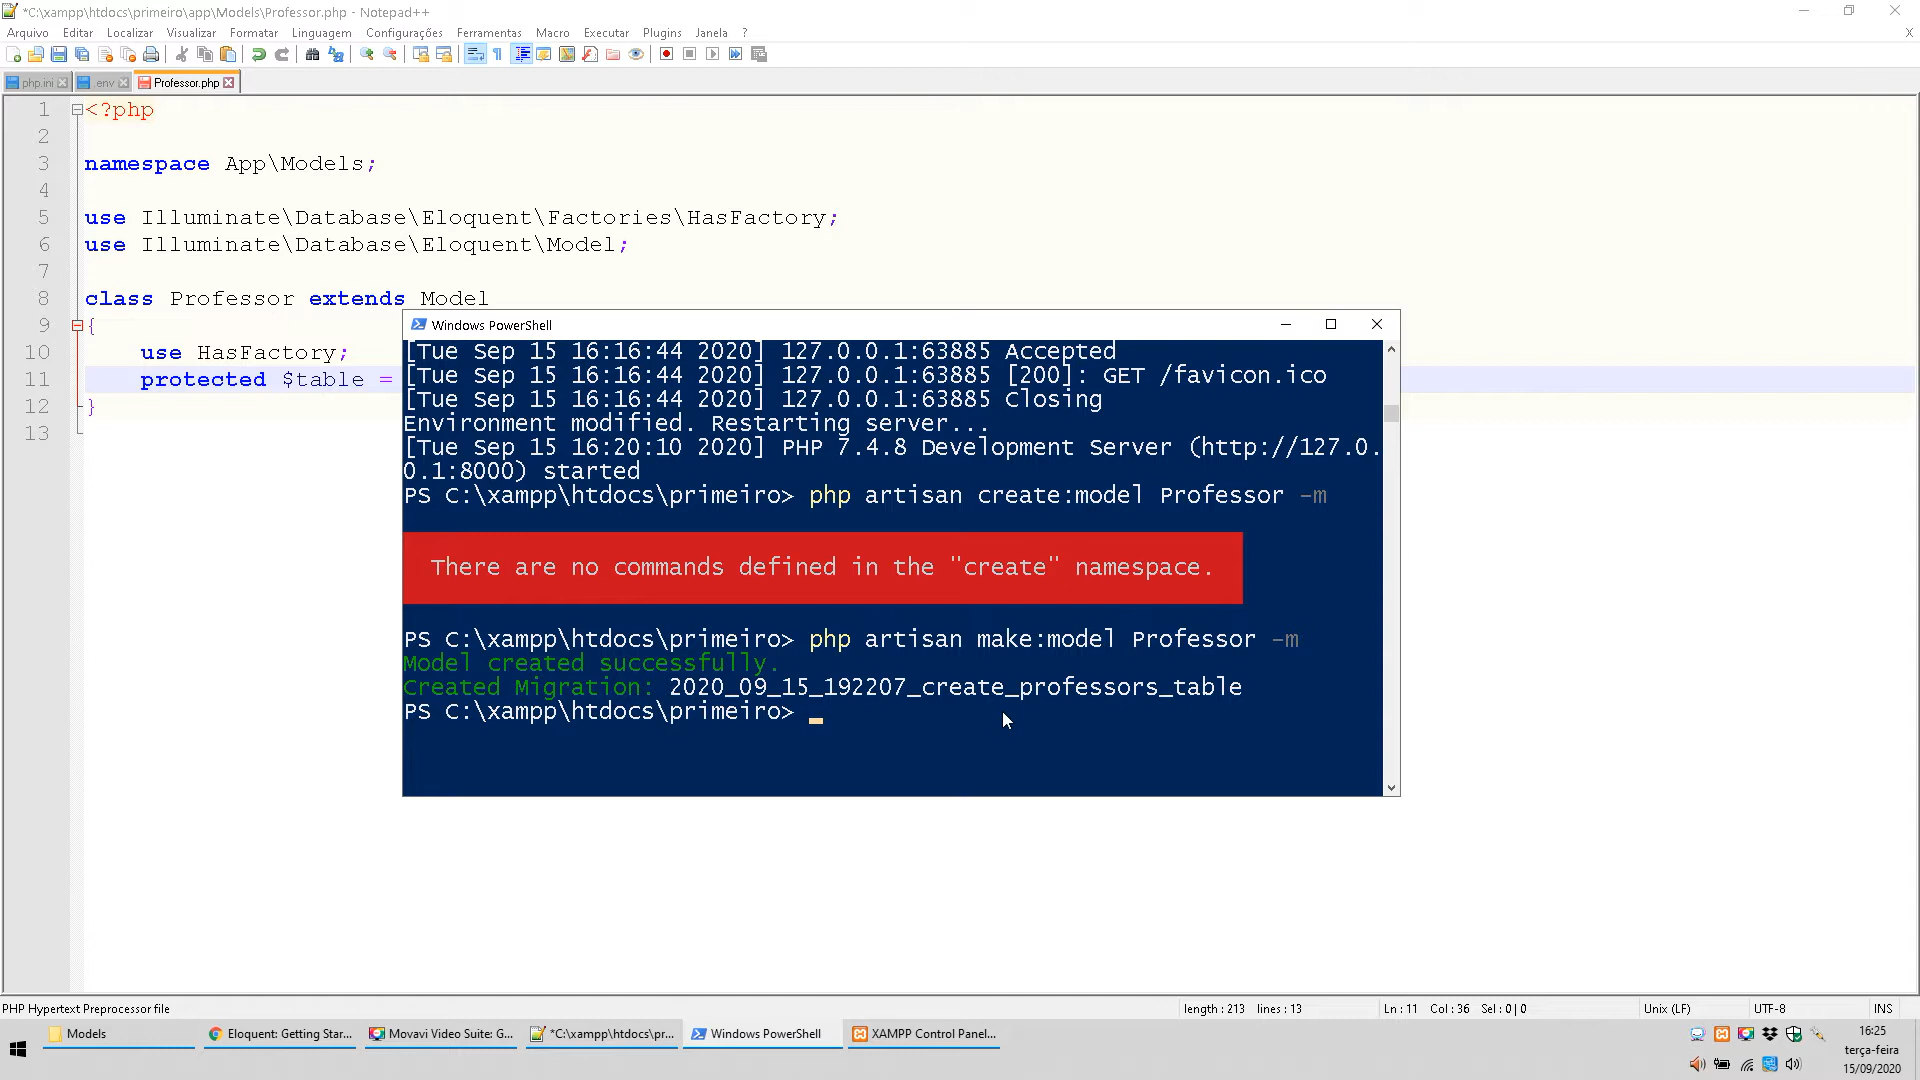 *C:\xampp\htdocs\primeiro\app\Models\Professor.php - Notepad++
Arquivo Editar Localizar Visualizar Formatar Linguagem Configurações Ferramentas Macro Executar Plugins Janela ? X
php.ini .env Professor.php
1 <?php
2
3 namespace App\Models;
4
5 use Illuminate\Database\Eloquent\Factories\HasFactory;
6 use Illuminate\Database\Eloquent\Model;
7
8 class Professor extends Model
9 {
10 use HasFactory;
11 protected $table =
12 }
13
Windows PowerShell
[Tue Sep 15 16:16:44 2020] 127.0.0.1:63885 Accepted
[Tue Sep 15 16:16:44 2020] 127.0.0.1:63885 [200]: GET /favicon.ico
[Tue Sep 15 16:16:44 2020] 127.0.0.1:63885 Closing
Environment modified. Restarting server...
[Tue Sep 15 16:20:10 2020] PHP 7.4.8 Development Server (http://127.0.
0.1:8000) started
PS C:\xampp\htdocs\primeiro> php artisan create:model Professor -m
There are no commands defined in the "create" namespace.
PS C:\xampp\htdocs\primeiro> php artisan make:model Professor -m
Model created successfully.
Created Migration: 2020_09_15_192207_create_professors_table
PS C:\xampp\htdocs\primeiro>
PHP Hypertext Preprocessor file length : 213 lines : 13 Ln : 11 Col : 36 Sel : 0 | 0 Unix (LF) UTF-8 INS
Models Eloquent: Getting Star... Movavi Video Suite: G... *C:\xampp\htdocs\pr... Windows PowerShell XAMPP Control Panel...
16:25
terça-feira
15/09/2020